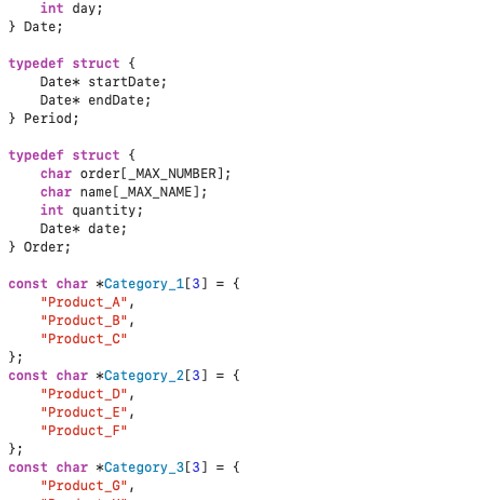 int day;
} Date;

typedef struct {
    Date* startDate;
    Date* endDate;
} Period;

typedef struct {
    char order[_MAX_NUMBER];
    char name[_MAX_NAME];
    int quantity;
    Date* date;
} Order;

const char *Category_1[3] = {
    "Product_A",
    "Product_B",
    "Product_C"
};
const char *Category_2[3] = {
    "Product_D",
    "Product_E",
    "Product_F"
};
const char *Category_3[3] = {
    "Product_G",